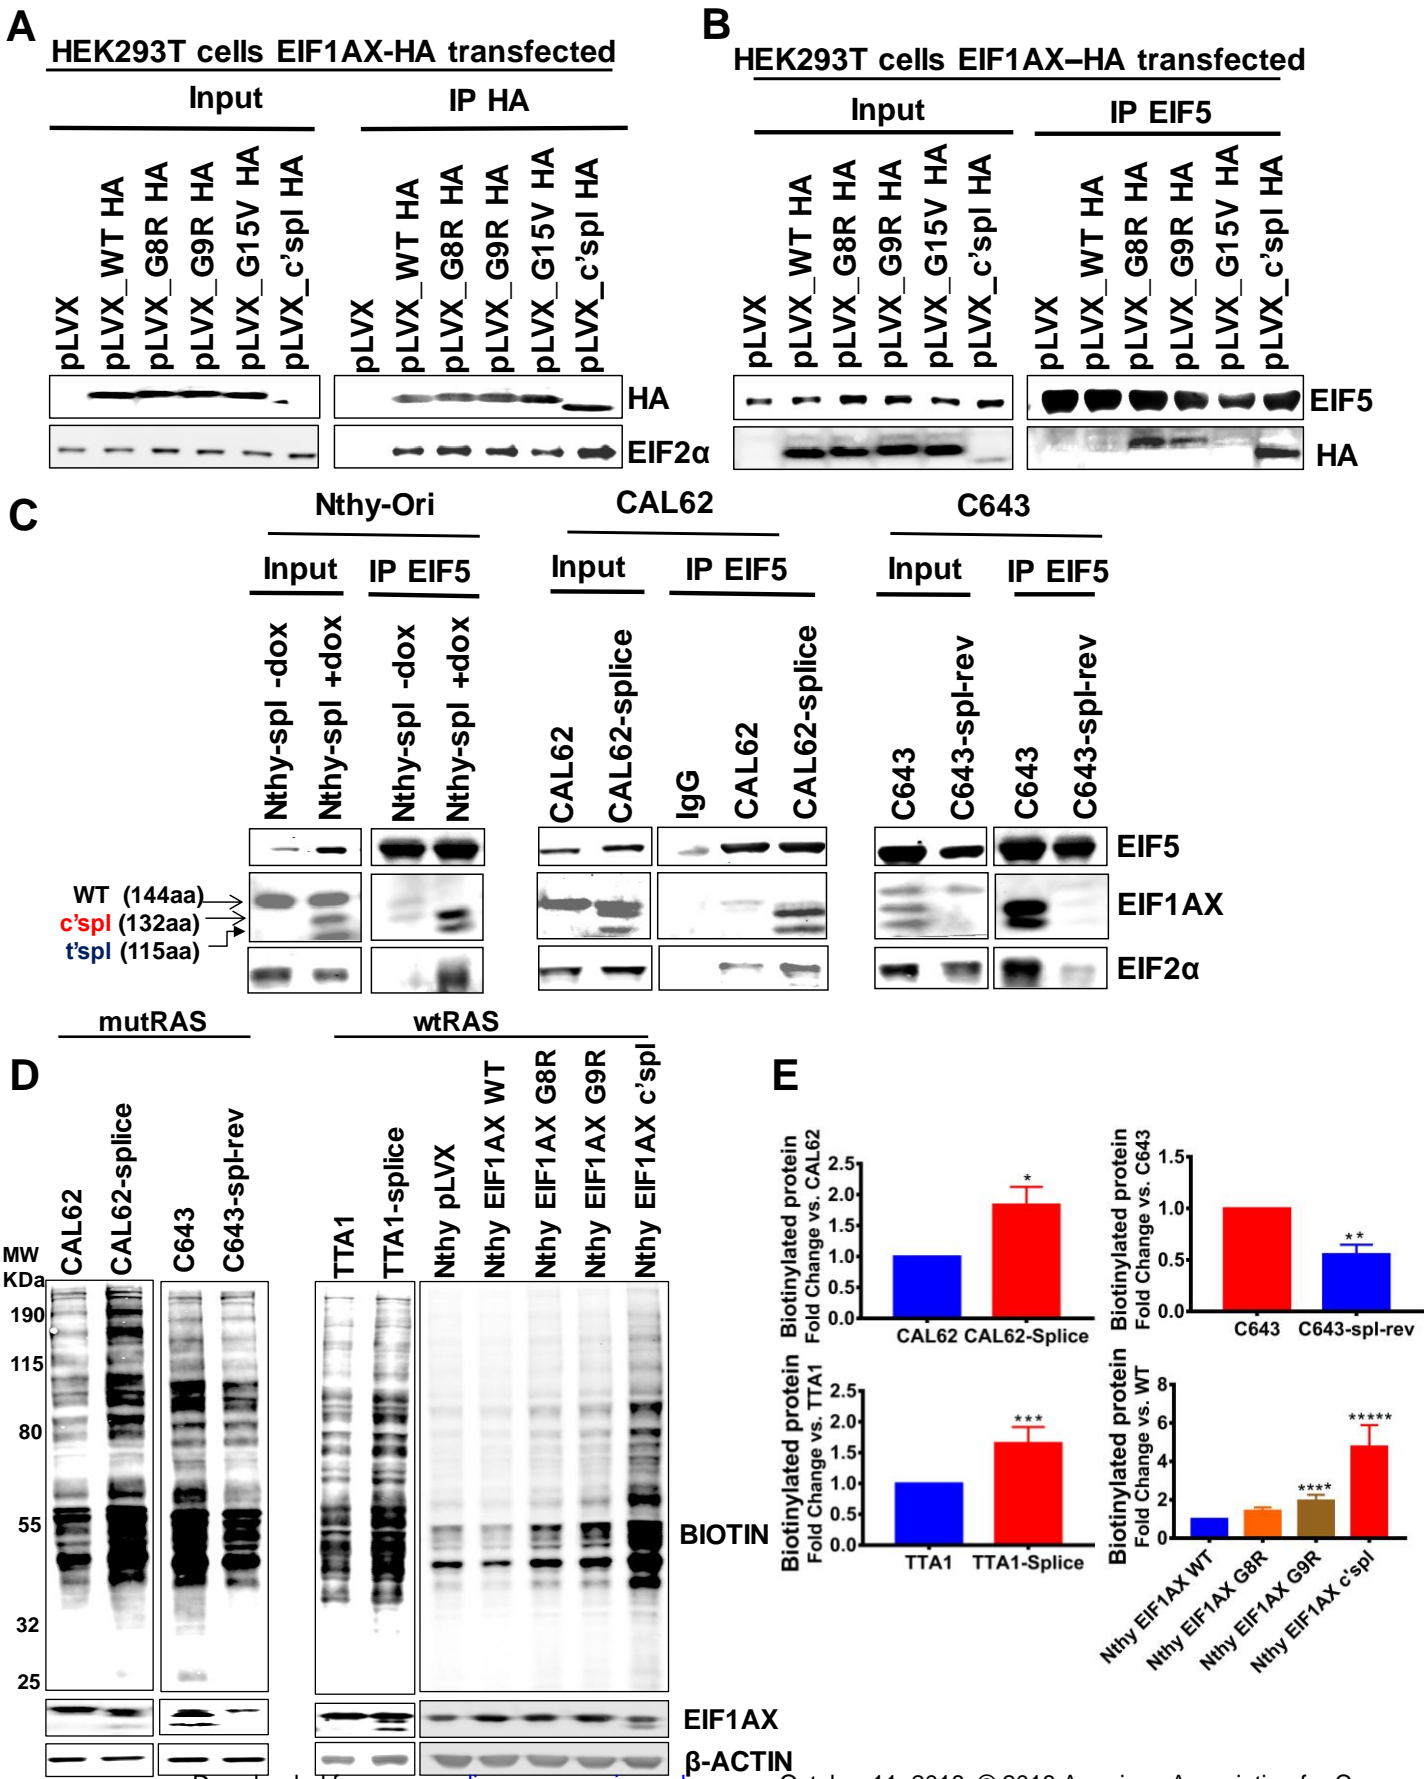 A
HEK293T cells EIF1AX-HA transfected
Input
IP HA
pLVX
pLVX_WT HA
pLVX_G8R HA
pLVX_G9R HA
pLVX_G15V HA
pLVX_c'spl HA
pLVX
pLVX_WT HA
pLVX_G8R HA
pLVX_G9R HA
pLVX_G15V HA
pLVX_c'spl HA
HA
EIF2α
B
HEK293T cells EIF1AX–HA transfected
Input
IP EIF5
pLVX
pLVX_WT HA
pLVX_G8R HA
pLVX_G9R HA
pLVX_G15V HA
pLVX_c'spl HA
pLVX
pLVX_WT HA
pLVX_G8R HA
pLVX_G9R HA
pLVX_G15V HA
pLVX_c'spl HA
EIF5
HA
C
Nthy-Ori
CAL62
C643
Input
IP EIF5
Input
IP EIF5
Input
IP EIF5
Nthy-spl -dox
Nthy-spl +dox
Nthy-spl -dox
Nthy-spl +dox
CAL62
CAL62-splice
IgG
CAL62
CAL62-splice
C643
C643-spl-rev
C643
C643-spl-rev
EIF5
WT (144aa)
c'spl (132aa)
t'spl (115aa)
EIF1AX
EIF2α
D
mutRAS
wtRAS
CAL62
CAL62-splice
C643
C643-spl-rev
TTA1
TTA1-splice
Nthy pLVX
Nthy EIF1AX WT
Nthy EIF1AX G8R
Nthy EIF1AX G9R
Nthy EIF1AX c'spl
MW
KDa
190
115
80
55
32
25
BIOTIN
EIF1AX
β-ACTIN
E
Biotinylated protein
Fold Change vs. CAL62
2.5
2.0
1.5
1.0
0.5
0.0
*
CAL62 CAL62-Splice
Biotinylated protein
Fold Change vs. C643
1.5
1.0
0.5
0.0
**
C643 C643-spl-rev
Biotinylated protein
Fold Change vs. TTA1
2.5
2.0
1.5
1.0
0.5
0.0
***
TTA1 TTA1-Splice
Biotinylated protein
Fold Change vs. WT
8
6
4
2
0
****
*****
Nthy EIF1AX WT
Nthy EIF1AX G8R
Nthy EIF1AX G9R
Nthy EIF1AX c'spl